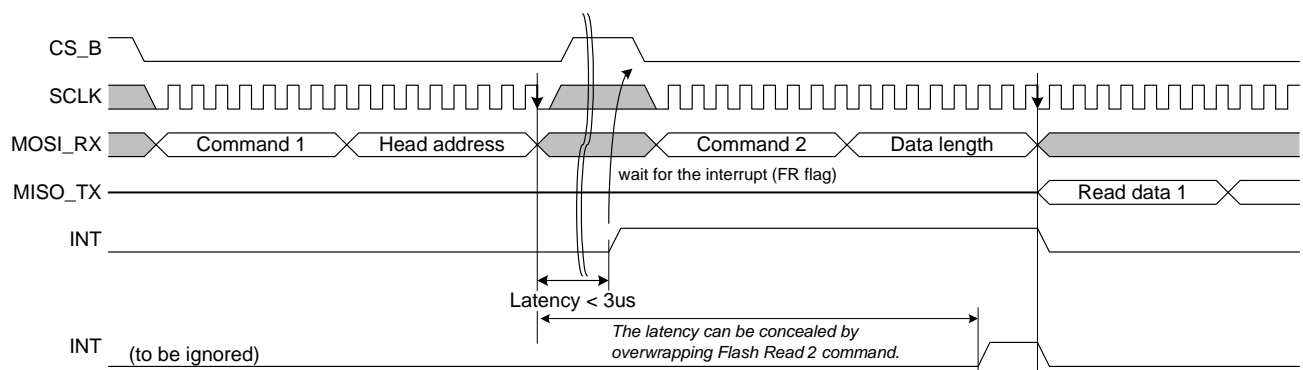 CS_B
SCLK
MOSI_RX Command 1 Head address Command 2 Data length
wait for the interrupt (FR flag)
MISO_TX Read data 1
INT
Latency < 3us
The latency can be concealed by
overwrapping Flash Read 2 command.
INT (to be ignored)